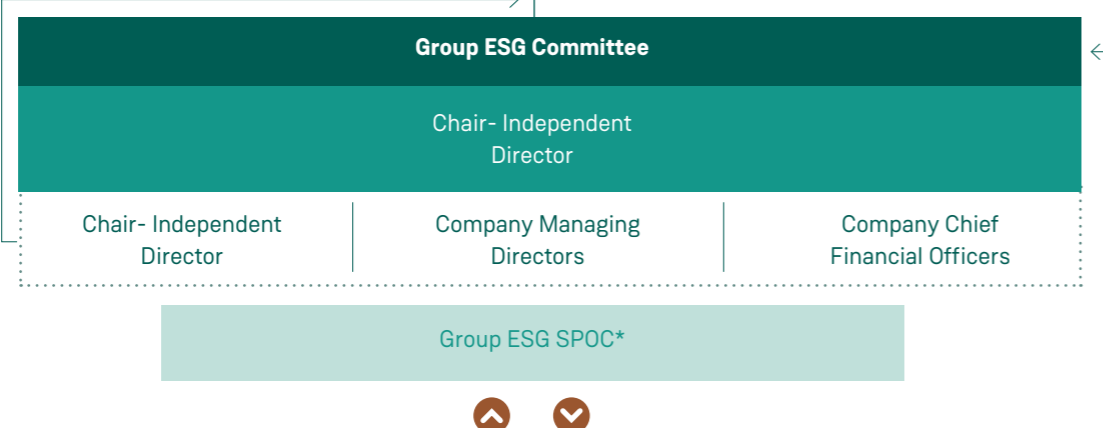 Group ESG Committee
Chair- Independent
Director
Chair- Independent
Director
Company Managing
Directors
Company Chief
Financial Officers
Group ESG SPOC*